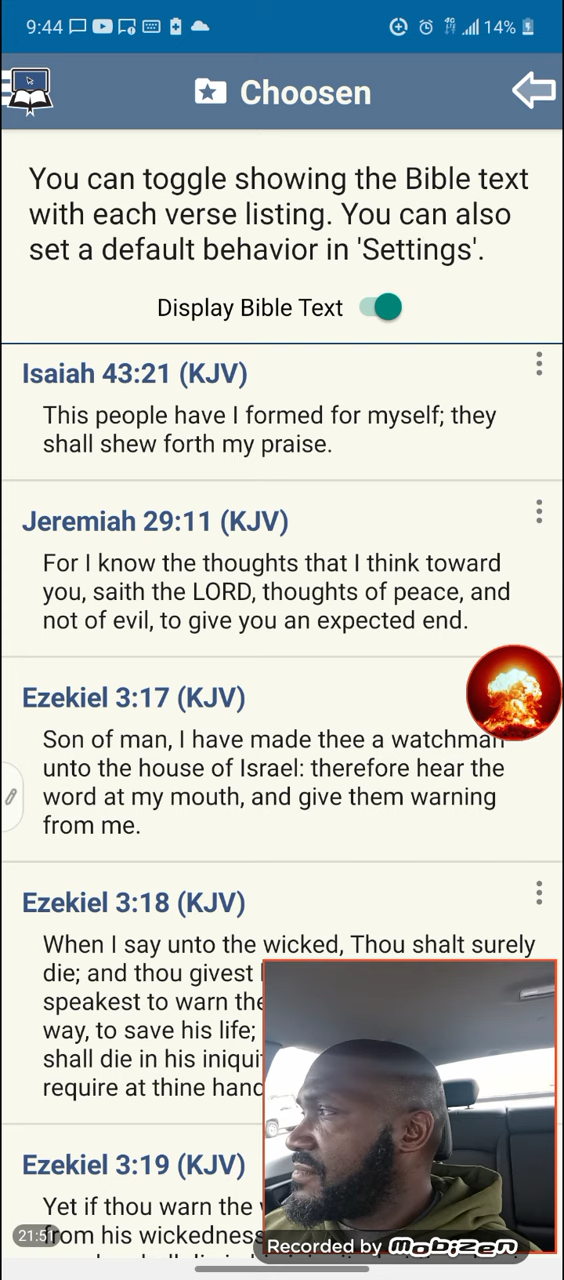 9:44
4G
14%
Choosen
You can toggle showing the Bible text
with each verse listing. You can also
set a default behavior in 'Settings'.
Display Bible Text
Isaiah 43:21 (KJV)
This people have I formed for myself; they
shall shew forth my praise.
Jeremiah 29:11 (KJV)
For I know the thoughts that I think toward
you, saith the LORD, thoughts of peace, and
not of evil, to give you an expected end.
Ezekiel 3:17 (KJV)
Son of man, I have made thee a watchman
unto the house of Israel: therefore hear the
word at my mouth, and give them warning
from me.
Ezekiel 3:18 (KJV)
When I say unto the wicked, Thou shalt surely
die; and thou givest
speakest to warn the
way, to save his life;
shall die in his
require at thine hand
Ezekiel 3:19 (KJV)
Yet if thou warn the
21:51
from his wickedness
Recorded by Mobizen